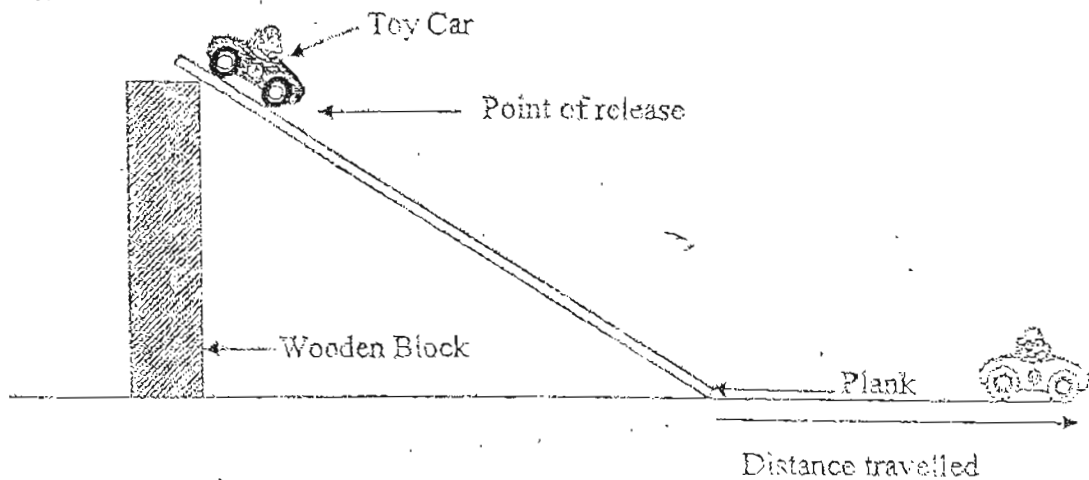 Toy Car
Point of release
Wooden Block
Plank
Distance travelled